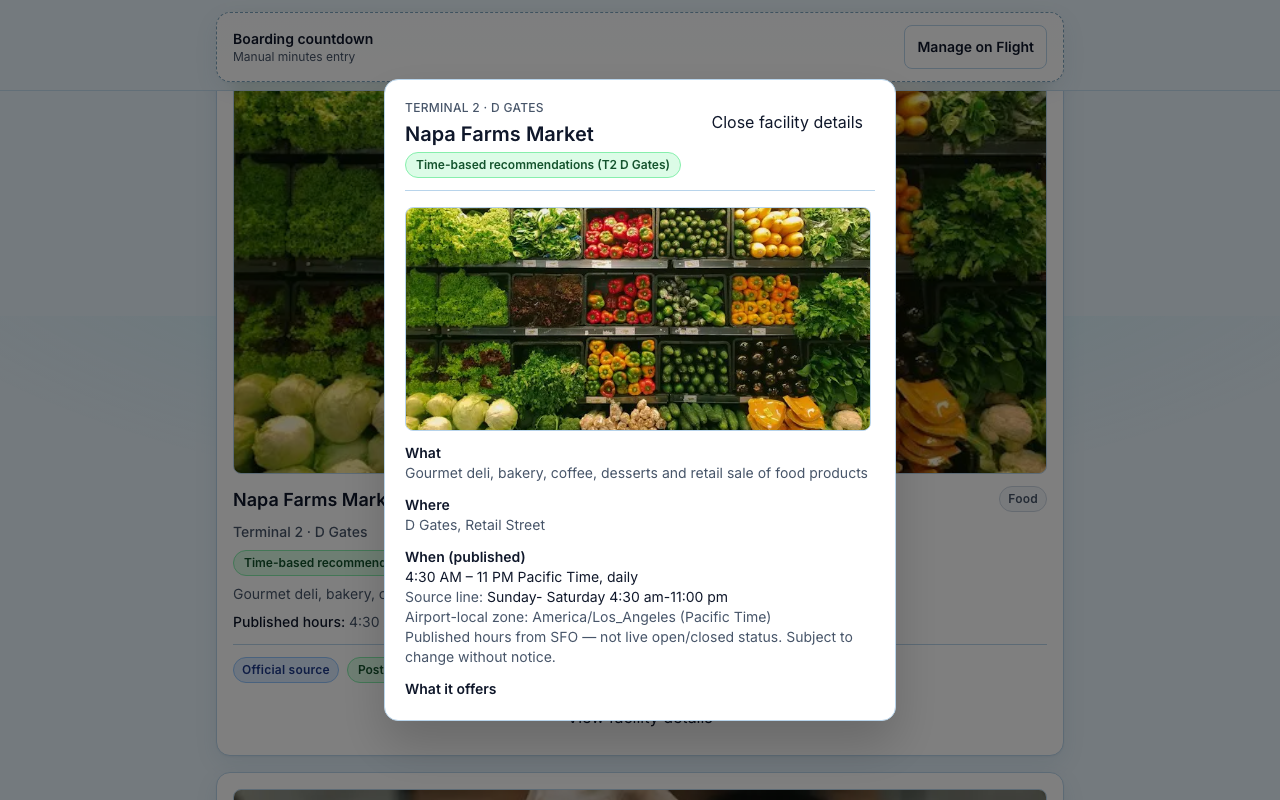 Boarding countdown
Manual minutes entry
Manage on Flight
TERMINAL 2 · D GATES
Napa Farms Market
Close facility details
Time-based recommendations (T2 D Gates)
What
Gourmet deli, bakery, coffee, desserts and retail sale of food products
Where
D Gates, Retail Street
When (published)
4:30 AM – 11 PM Pacific Time, daily
Source line: Sunday- Saturday 4:30 am-11:00 pm
Airport-local zone: America/Los_Angeles (Pacific Time)
Published hours from SFO — not live open/closed status. Subject to
change without notice.
What it offers
Napa Farms Mark
Food
Terminal 2 · D Gates
Time-based recommend
Gourmet deli, bakery, c
Published hours: 4:30
Official source
Post
View facility details